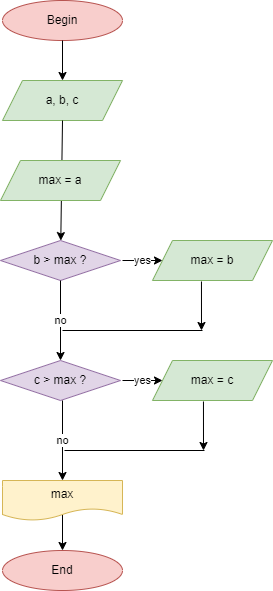 Begin
a, b, c
max = a
b > max ?
yes
max = b
no
c > max ?
yes
max = c
no
max
End